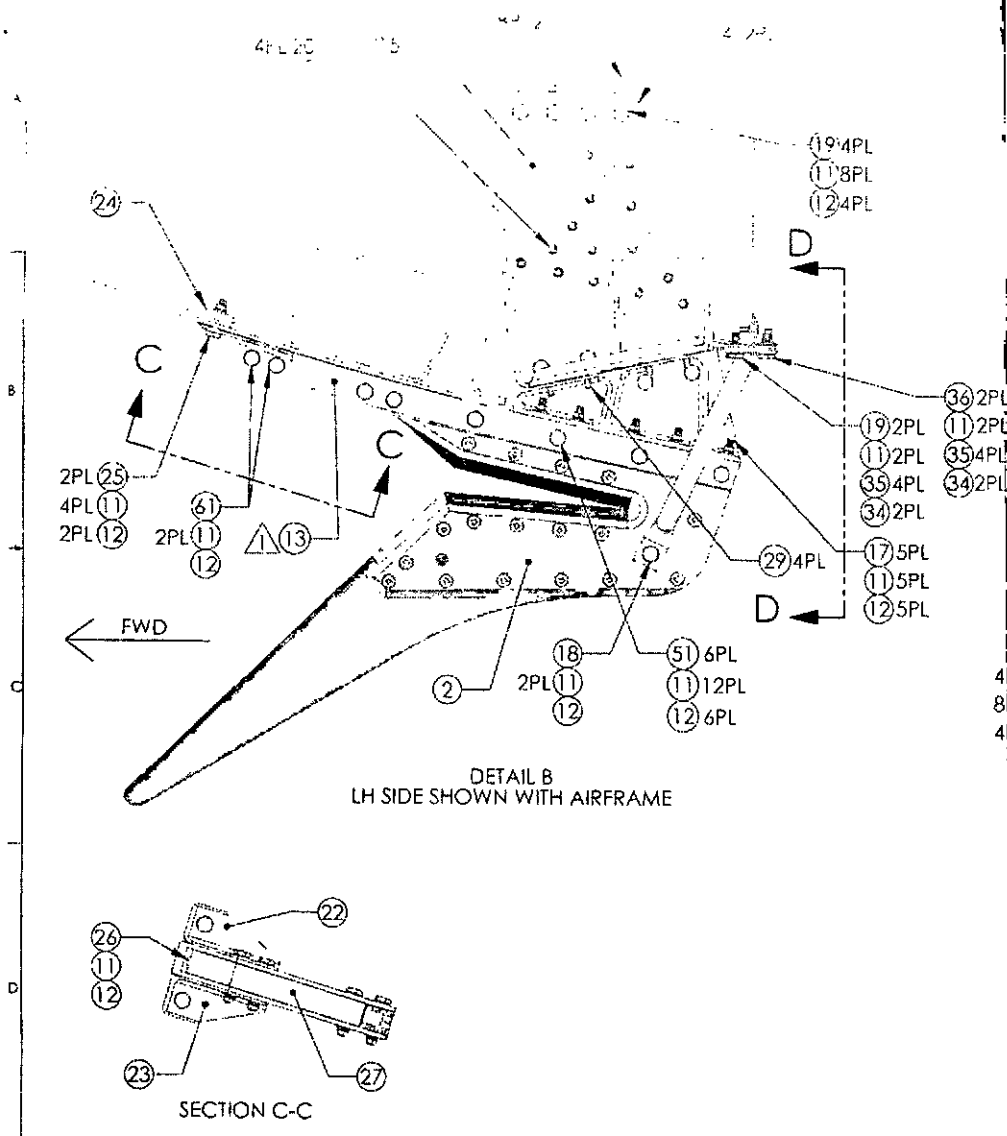 19 4PL
11 8PL
12 4PL
24
D
C
B
36 2PL
19 2PL
11 2PL
11 2PL
35 4PL
35 4PL
34 2PL
34 2PL
C
2PL 25
4PL 11
2PL 12
61
2PL 11
12
1 13
29 4PL
17 5PL
11 5PL
12 5PL
D
FWD
2
18
2PL 11
12
51 6PL
11 12PL
12 6PL
C
DETAIL B
LH SIDE SHOWN WITH AIRFRAME
22
26
11
12
D
23
27
SECTION C-C